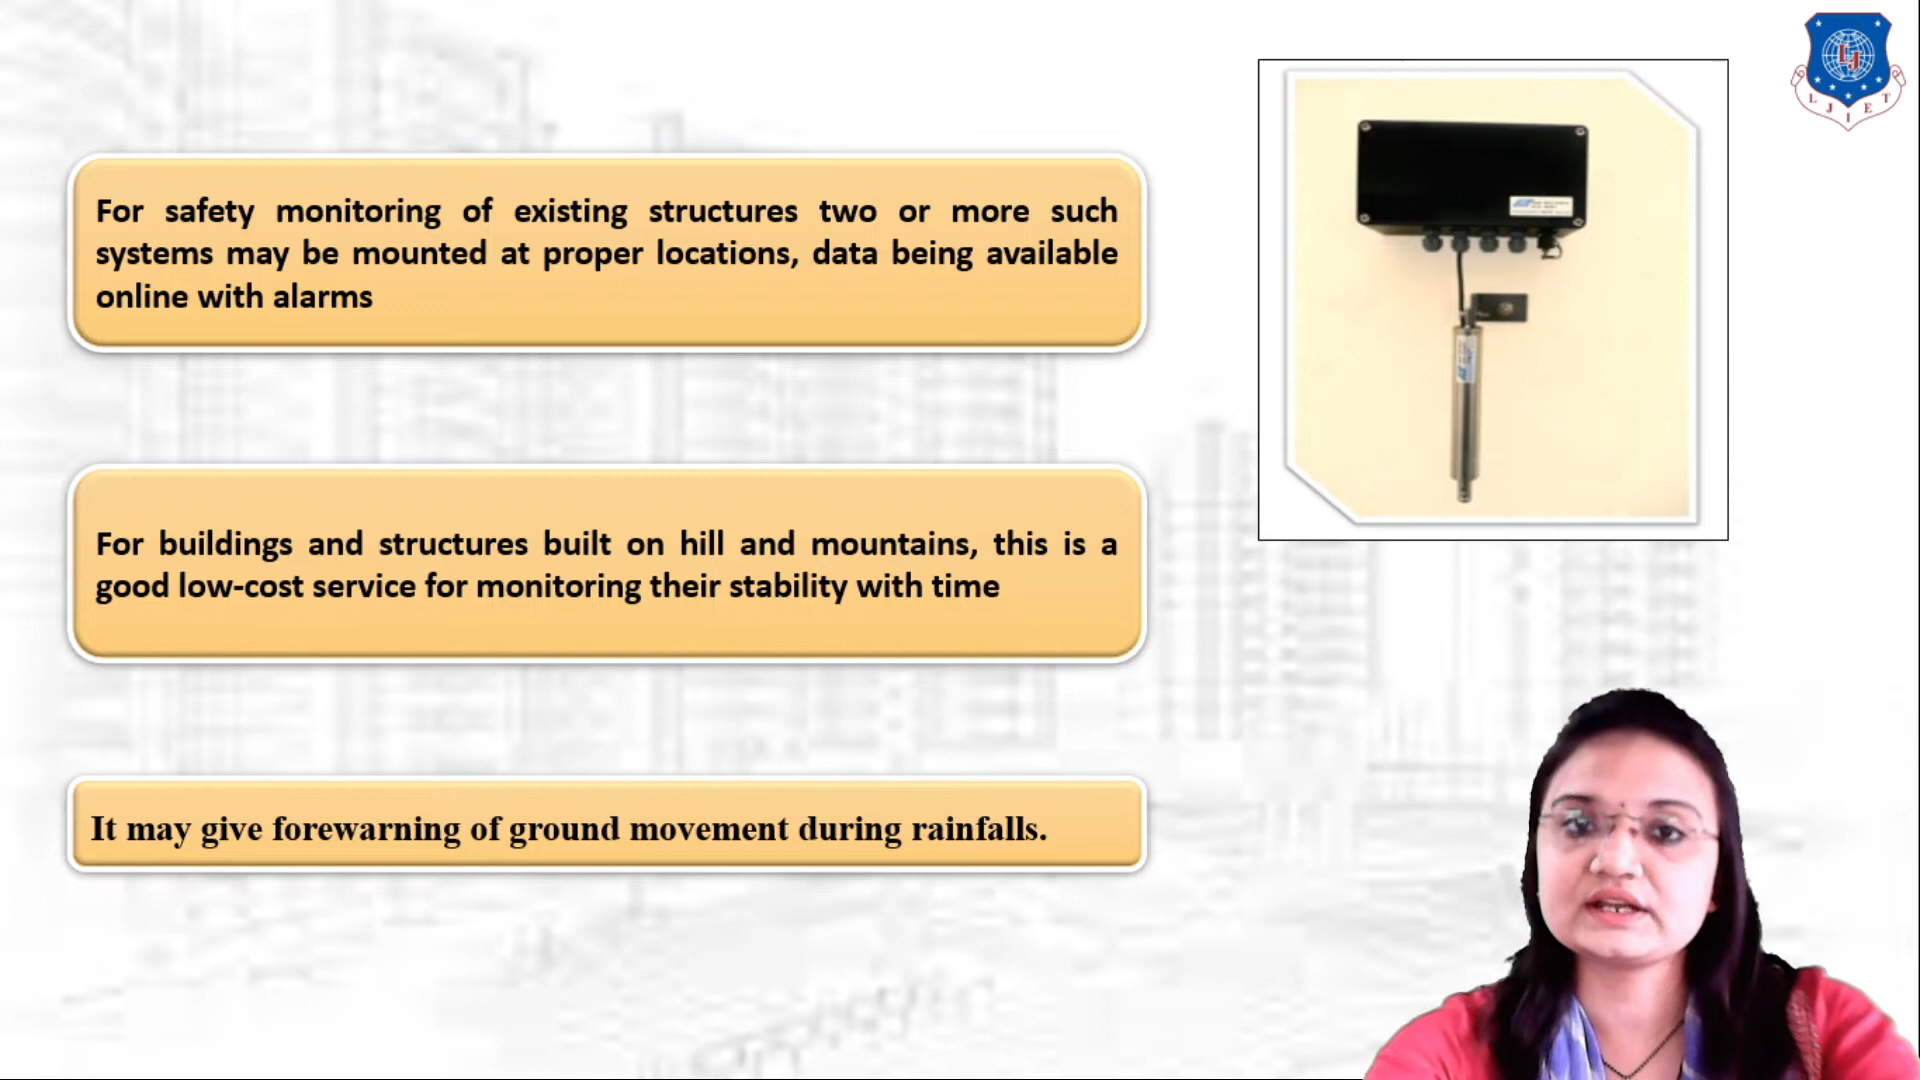 For safety monitoring of existing structures two or more such
systems may be mounted at proper locations, data being available
online with alarms
For buildings and structures built on hill and mountains, this is a
good low-cost service for monitoring their stability with time
It may give forewarning of ground movement during rainfalls.
LJ
L J I E T